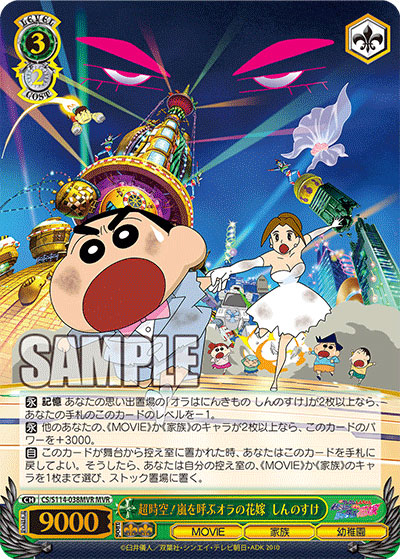 LEVEL
3
2
COST
SAMPLE
永 記憶 あなたの思い出置場の「オラはにんきもの しんのすけ」が2枚以上なら、
あなたの手札のこのカードのレベルを-1。
永 他のあなたの、《MOVIE》か《家族》のキャラが2枚以上なら、このカードのパ
ワーを+3000。
自 このカードが舞台から控え室に置かれた時、あなたはこのカードを手札に
戻してよい。そうしたら、あなたは自分の控え室の、《MOVIE》か《家族》のキャ
ラを1枚まで選び、ストック置場に置く。
CH CS/S114-038MVR MVR
POWER
9000
超時空!嵐を呼ぶオラの花嫁 しんのすけ
MOVIE
家族
幼稚園
©臼井儀人/双葉社・シンエイ・テレビ朝日・ADK 2010